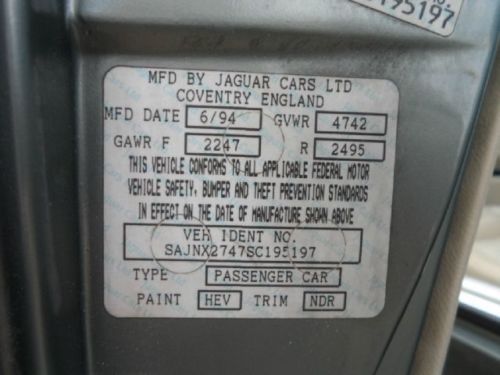 195197
MFD BY JAGUAR CARS LTD
COVENTRY ENGLAND
MFD DATE 6/94 GVWR 4742
GAWR F 2247 R 2495
THIS VEHICLE CONFORMS TO ALL APPLICABLE FEDERAL MOTOR
VEHICLE SAFETY, BUMPER AND THEFT PREVENTION STANDARDS
IN EFFECT ON THE DATE OF MANUFACTURE SHOWN ABOVE
VEH IDENT NO.
SAJNX2747SC195197
TYPE PASSENGER CAR
PAINT HEV TRIM NDR